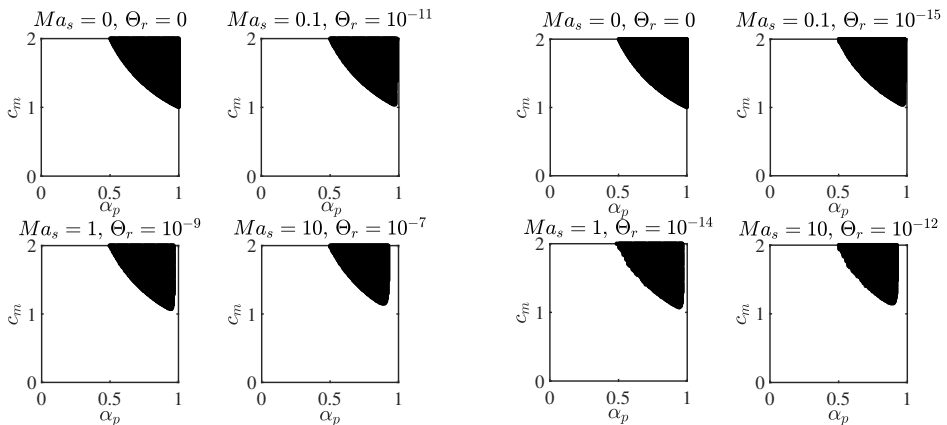 Ma_s = 0, Θ_r = 0
2
1
0
c_m
0 0.5 1
α_p
Ma_s = 0.1, Θ_r = 10^{-11}
2
1
0
c_m
0 0.5 1
α_p
Ma_s = 0, Θ_r = 0
2
1
0
c_m
0 0.5 1
α_p
Ma_s = 0.1, Θ_r = 10^{-15}
2
1
0
c_m
0 0.5 1
α_p
Ma_s = 1, Θ_r = 10^{-9}
2
1
0
c_m
0 0.5 1
α_p
Ma_s = 10, Θ_r = 10^{-7}
2
1
0
c_m
0 0.5 1
α_p
Ma_s = 1, Θ_r = 10^{-14}
2
1
0
c_m
0 0.5 1
α_p
Ma_s = 10, Θ_r = 10^{-12}
2
1
0
c_m
0 0.5 1
α_p